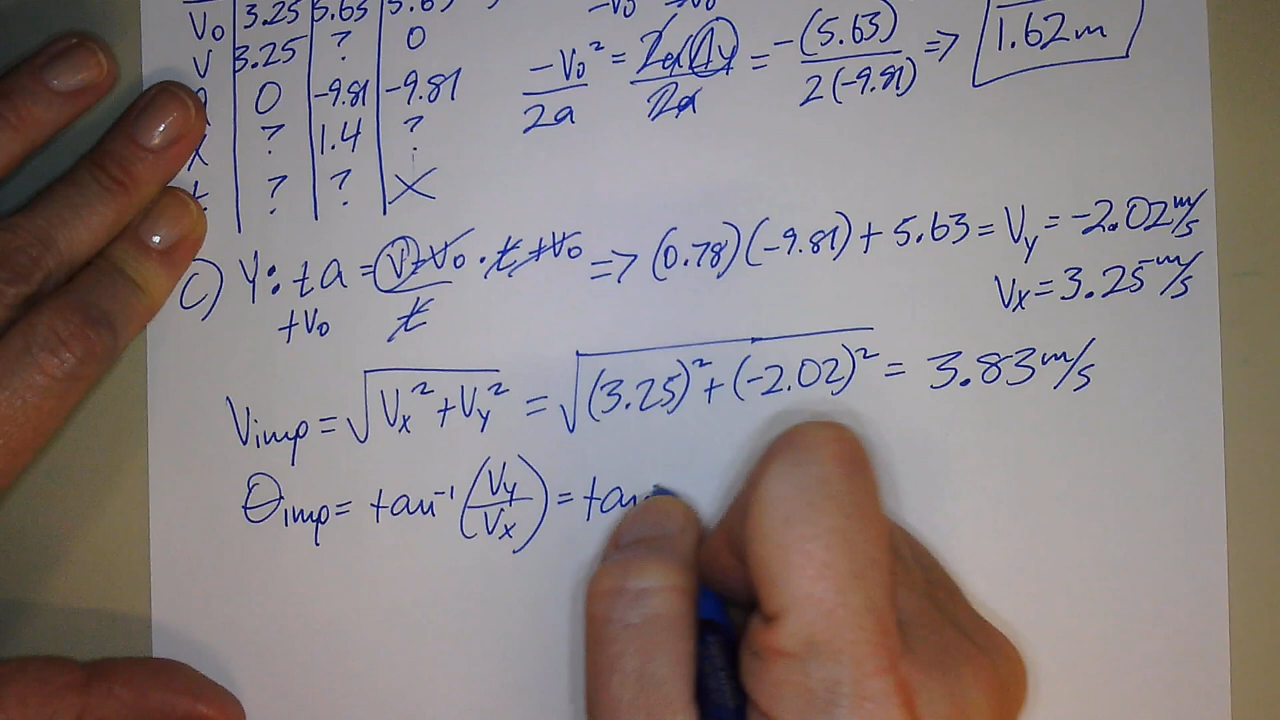 V₀ | 3.25 | 5.63 | 5.63
V | 3.25 | ? | 0
0 | -9.81 | -9.81
X | ? | 1.4 | ?
t | ? | ? | X
-V₀² / 2a = 2a(Δy) / 2a = -(5.63) / 2(-9.81) => 1.62 m
C) Y: ta = (V-V₀ / t) · t + V₀ => (0.78)(-9.81) + 5.63 = Vy = -2.02 m/s
+V₀
Vx = 3.25 m/s
Vimp = √(Vx² + Vy²) = √((3.25)² + (-2.02)²) = 3.83 m/s
θimp = tan⁻¹(Vy / Vx) = tan